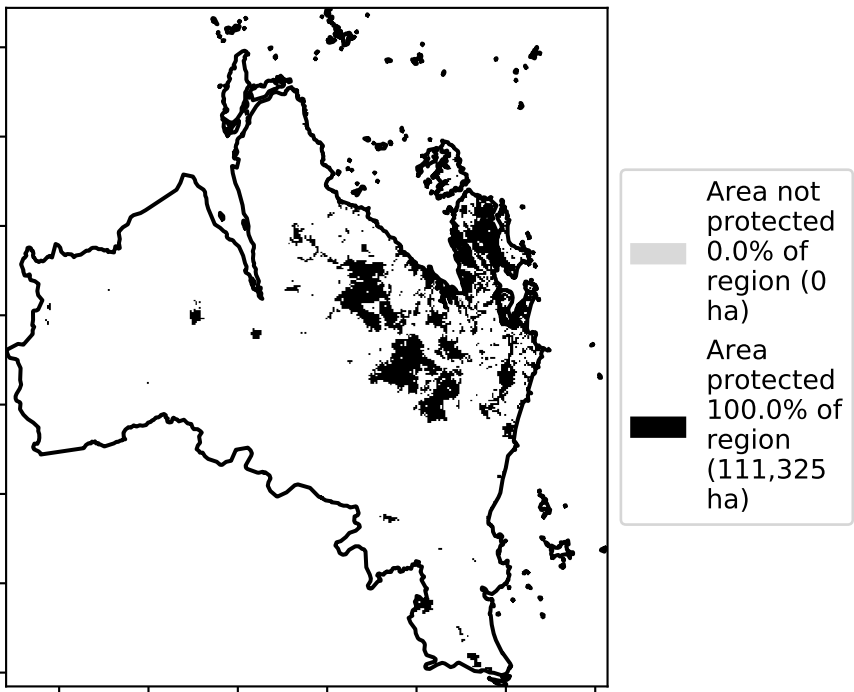 Area not
protected
0.0% of
region (0
ha)
Area
protected
100.0% of
region
(111,325
ha)